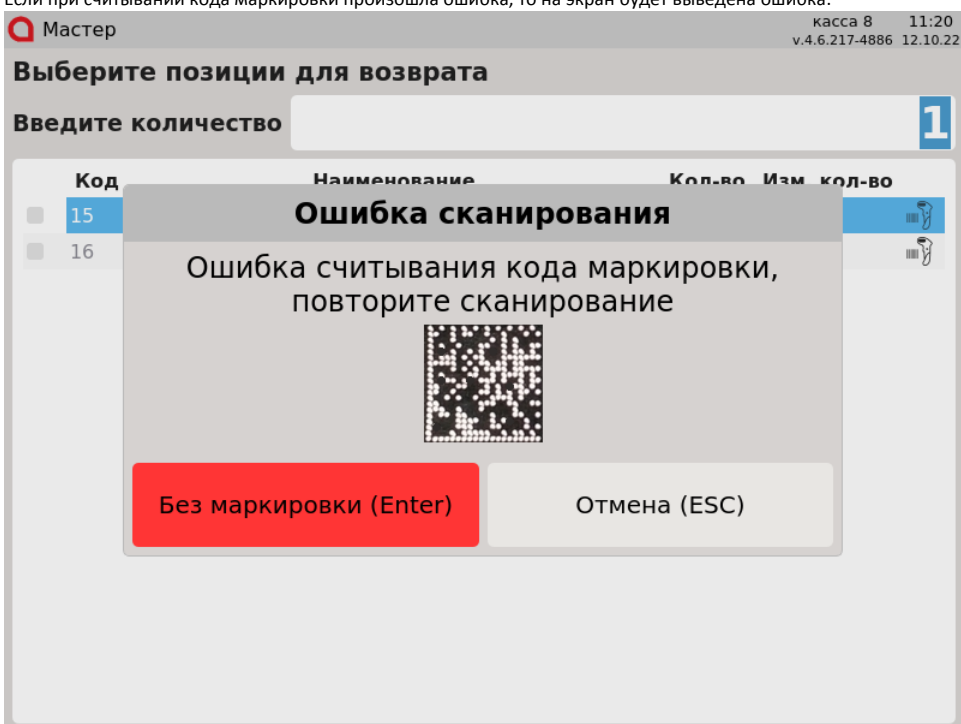 Если при считывании кода маркировки произошла ошибка, то на экран будет выведена ошибка:
Мастер
касса 8 11:20
v.4.6.217-4886 12.10.22
Выберите позиции для возврата
Введите количество 1
Код Наименование Кол-во Изм. кол-во
15
16
Ошибка сканирования
Ошибка считывания кода маркировки,
повторите сканирование
Без маркировки (Enter) Отмена (ESC)